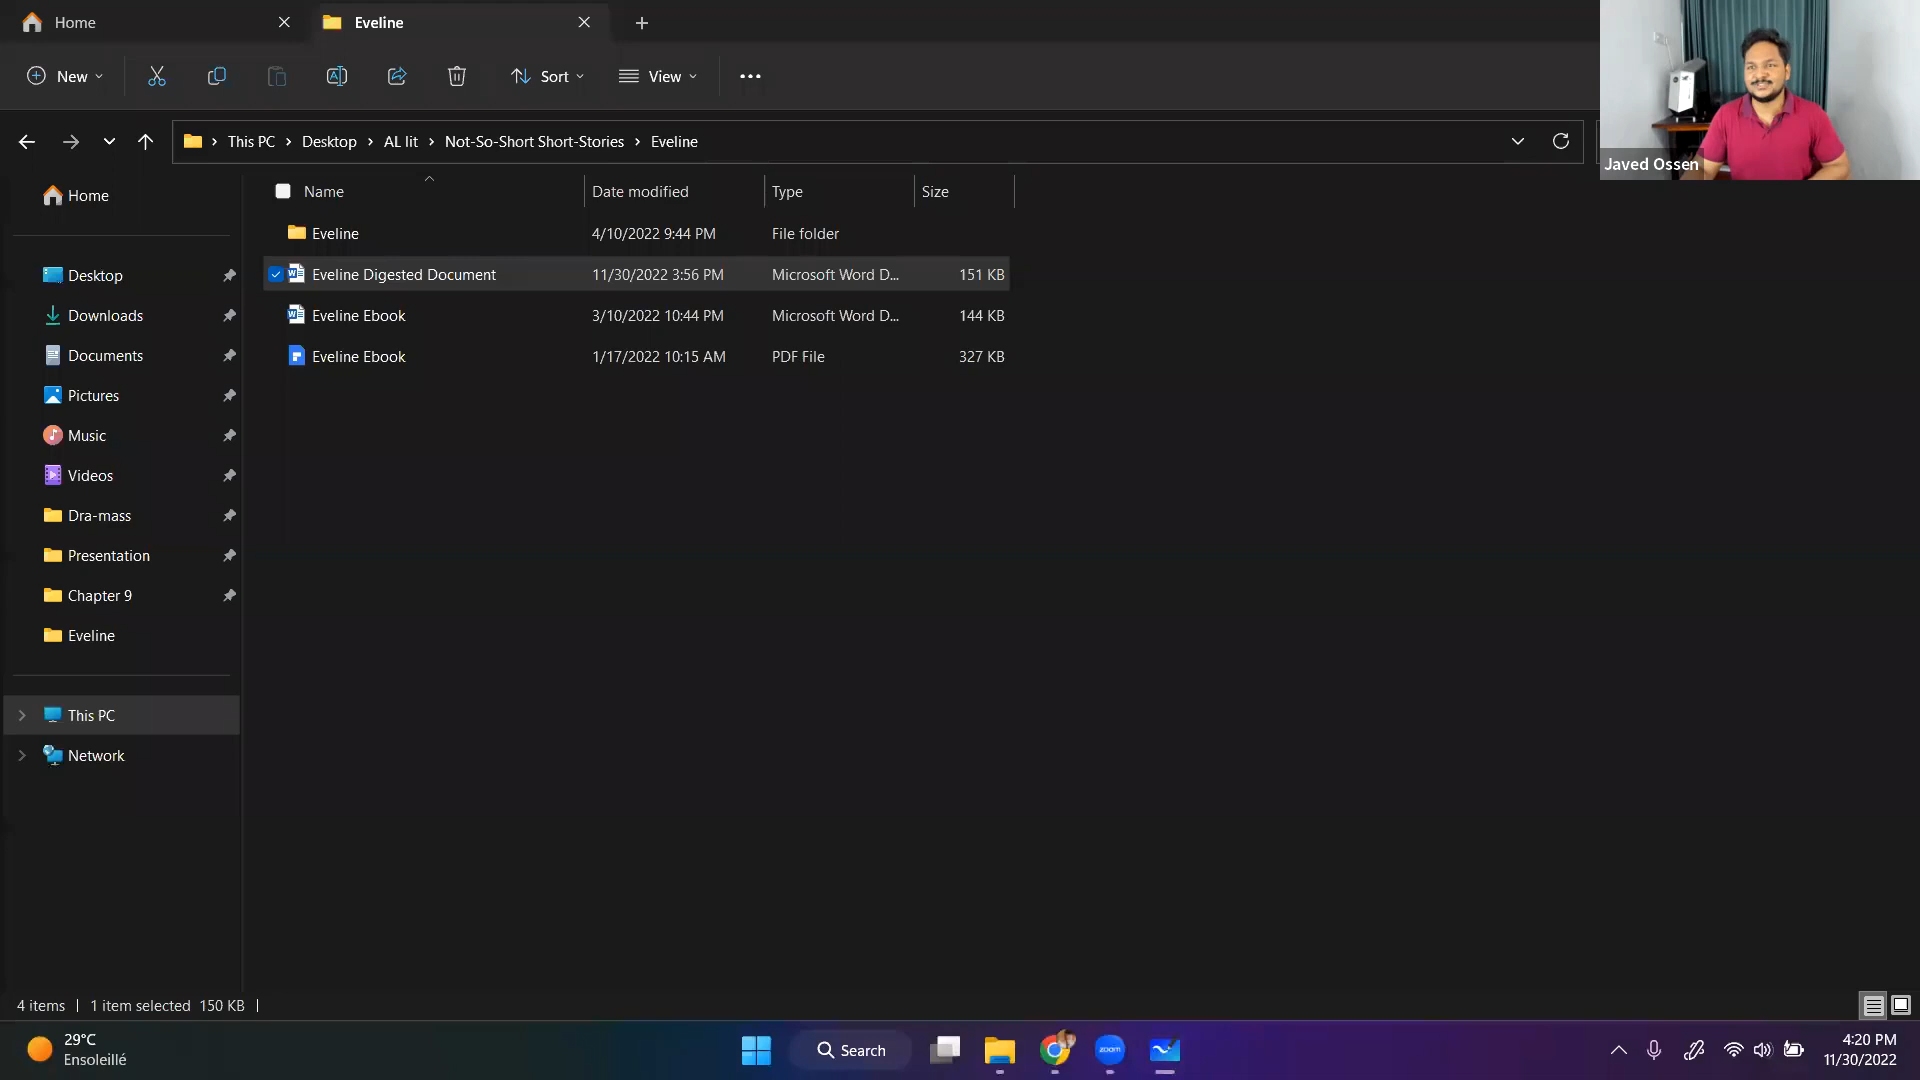 Home
Eveline
New
Sort
View
This PC
Desktop
AL lit
Not-So-Short Short-Stories
Eveline
Javed Ossen
Home
Desktop
Downloads
Documents
Pictures
Music
Videos
Dra-mass
Presentation
Chapter 9
Eveline
This PC
Network
Name Date modified Type Size
Eveline 4/10/2022 9:44 PM File folder
Eveline Digested Document 11/30/2022 3:56 PM Microsoft Word D... 151 KB
Eveline Ebook 3/10/2022 10:44 PM Microsoft Word D... 144 KB
Eveline Ebook 1/17/2022 10:15 AM PDF File 327 KB
4 items 1 item selected 150 KB
29°C
Ensoleillé
Search
zoom
4:20 PM
11/30/2022